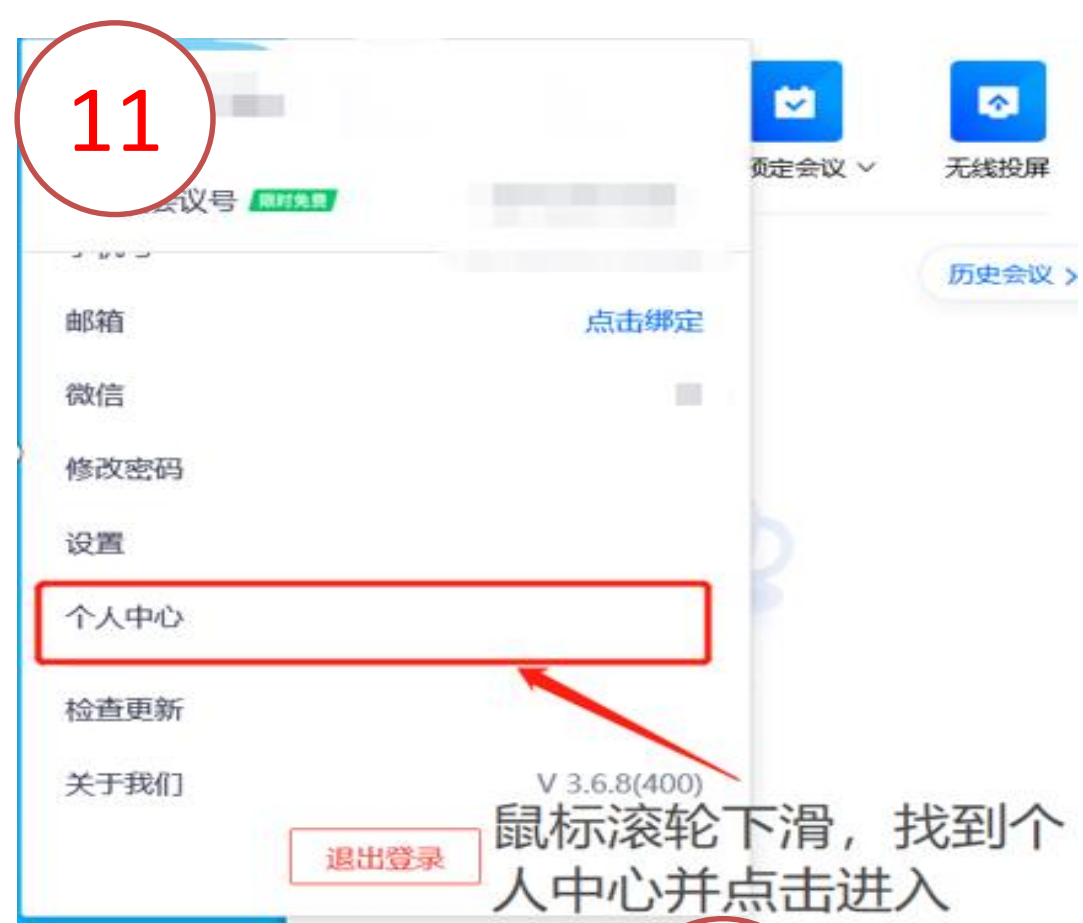 11
预定会议
无线投屏
会议号 限时免费
手机号
历史会议 >
邮箱 点击绑定
微信
修改密码
设置
个人中心
检查更新
关于我们 V 3.6.8(400)
鼠标滚轮下滑，找到个
人中心并点击进入
退出登录